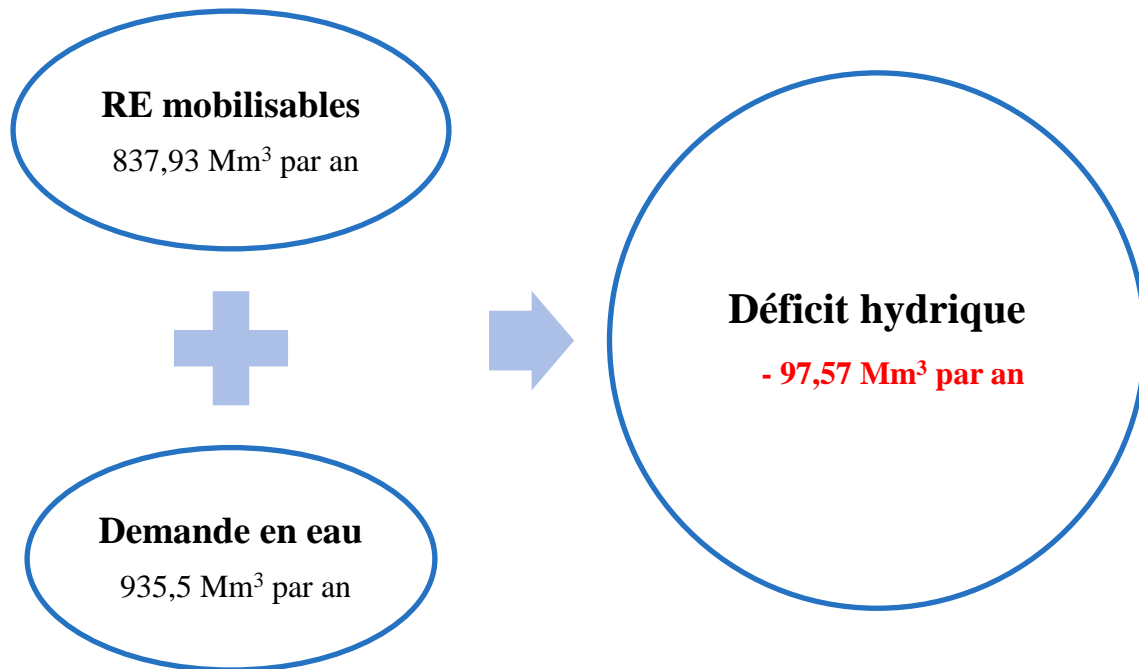 RE mobilisables
837,93 Mm³ par an
Déficit hydrique
- 97,57 Mm³ par an
Demande en eau
935,5 Mm³ par an